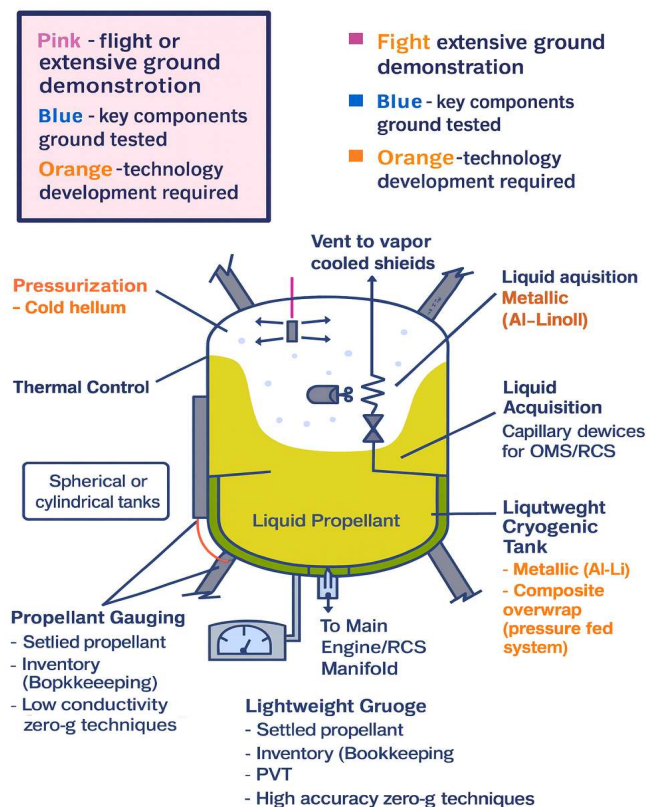 Pink - flight or
extensive ground
demonstrotion
Blue - key components
ground tested
Orange-technology
development required
Fight extensive ground
demonstration
Blue - key components
ground tested
Orange-technology
development required
Vent to vapor
cooled shields
Pressurization
- Cold hellum
Liquid aqusition
Metallic
(Al-Linoll)
Thermal Control
Liquid
Acquisition
Capillary dewices
for OMS/RCS
Spherical or
cylindrical tanks
Liquid Propellant
Liqutweght
Cryogenic
Tank
- Metallic (Al-Li)
- Composite
overwrap
(pressure fed
system)
Propellant Gauging
- Setlied propellant
- Inventory
(Bopkkeeeping)
- Low conductivity
zero-g techniques
To Main
Engine/RCS
Manifold
Lightweight Gruoge
- Settled propellant
- Inventory (Bookkeeping
- PVT
- High accuracy zero-g techniques